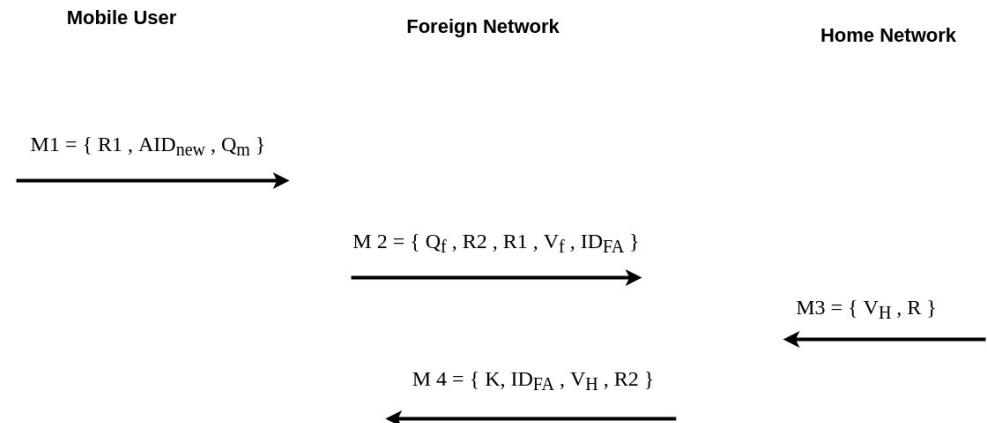 Mobile User
Foreign Network
Home Network
M1 = { R1 , AIDnew , Qm }
M 2 = { Qf , R2 , R1 , Vf , IDFA }
M3 = { VH , R }
M 4 = { K, IDFA , VH , R2 }